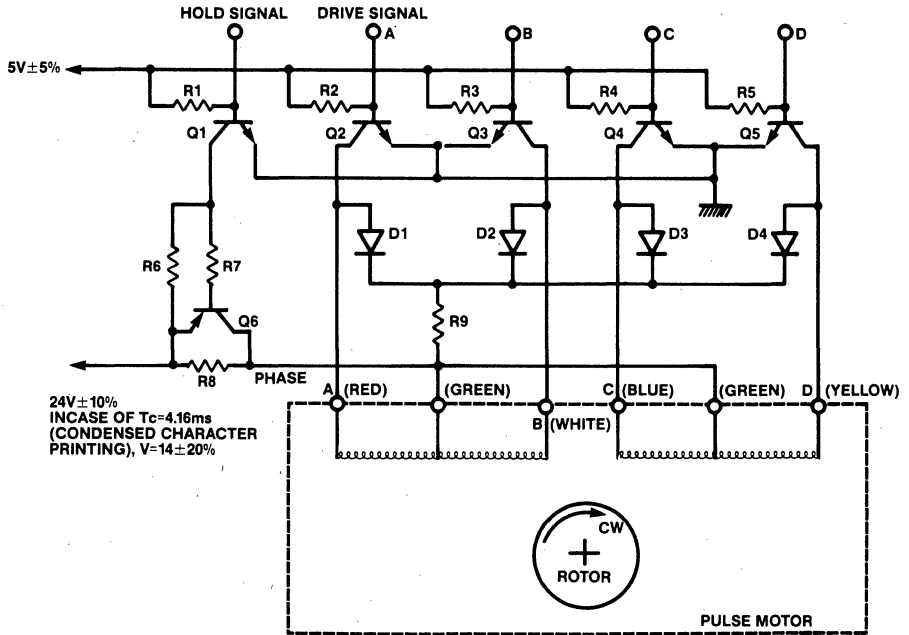 HOLD SIGNAL
DRIVE SIGNAL
A
B
C
D
5V±5%
R1
R2
R3
R4
R5
Q1
Q2
Q3
Q4
Q5
D1
D2
D3
D4
R6
R7
Q6
R9
R8
PHASE
24V±10%
INCASE OF Tc=4.16ms
(CONDENSED CHARACTER
PRINTING), V=14±20%
A (RED)
(GREEN)
B (WHITE)
C (BLUE)
(GREEN)
D (YELLOW)
CW
ROTOR
PULSE MOTOR